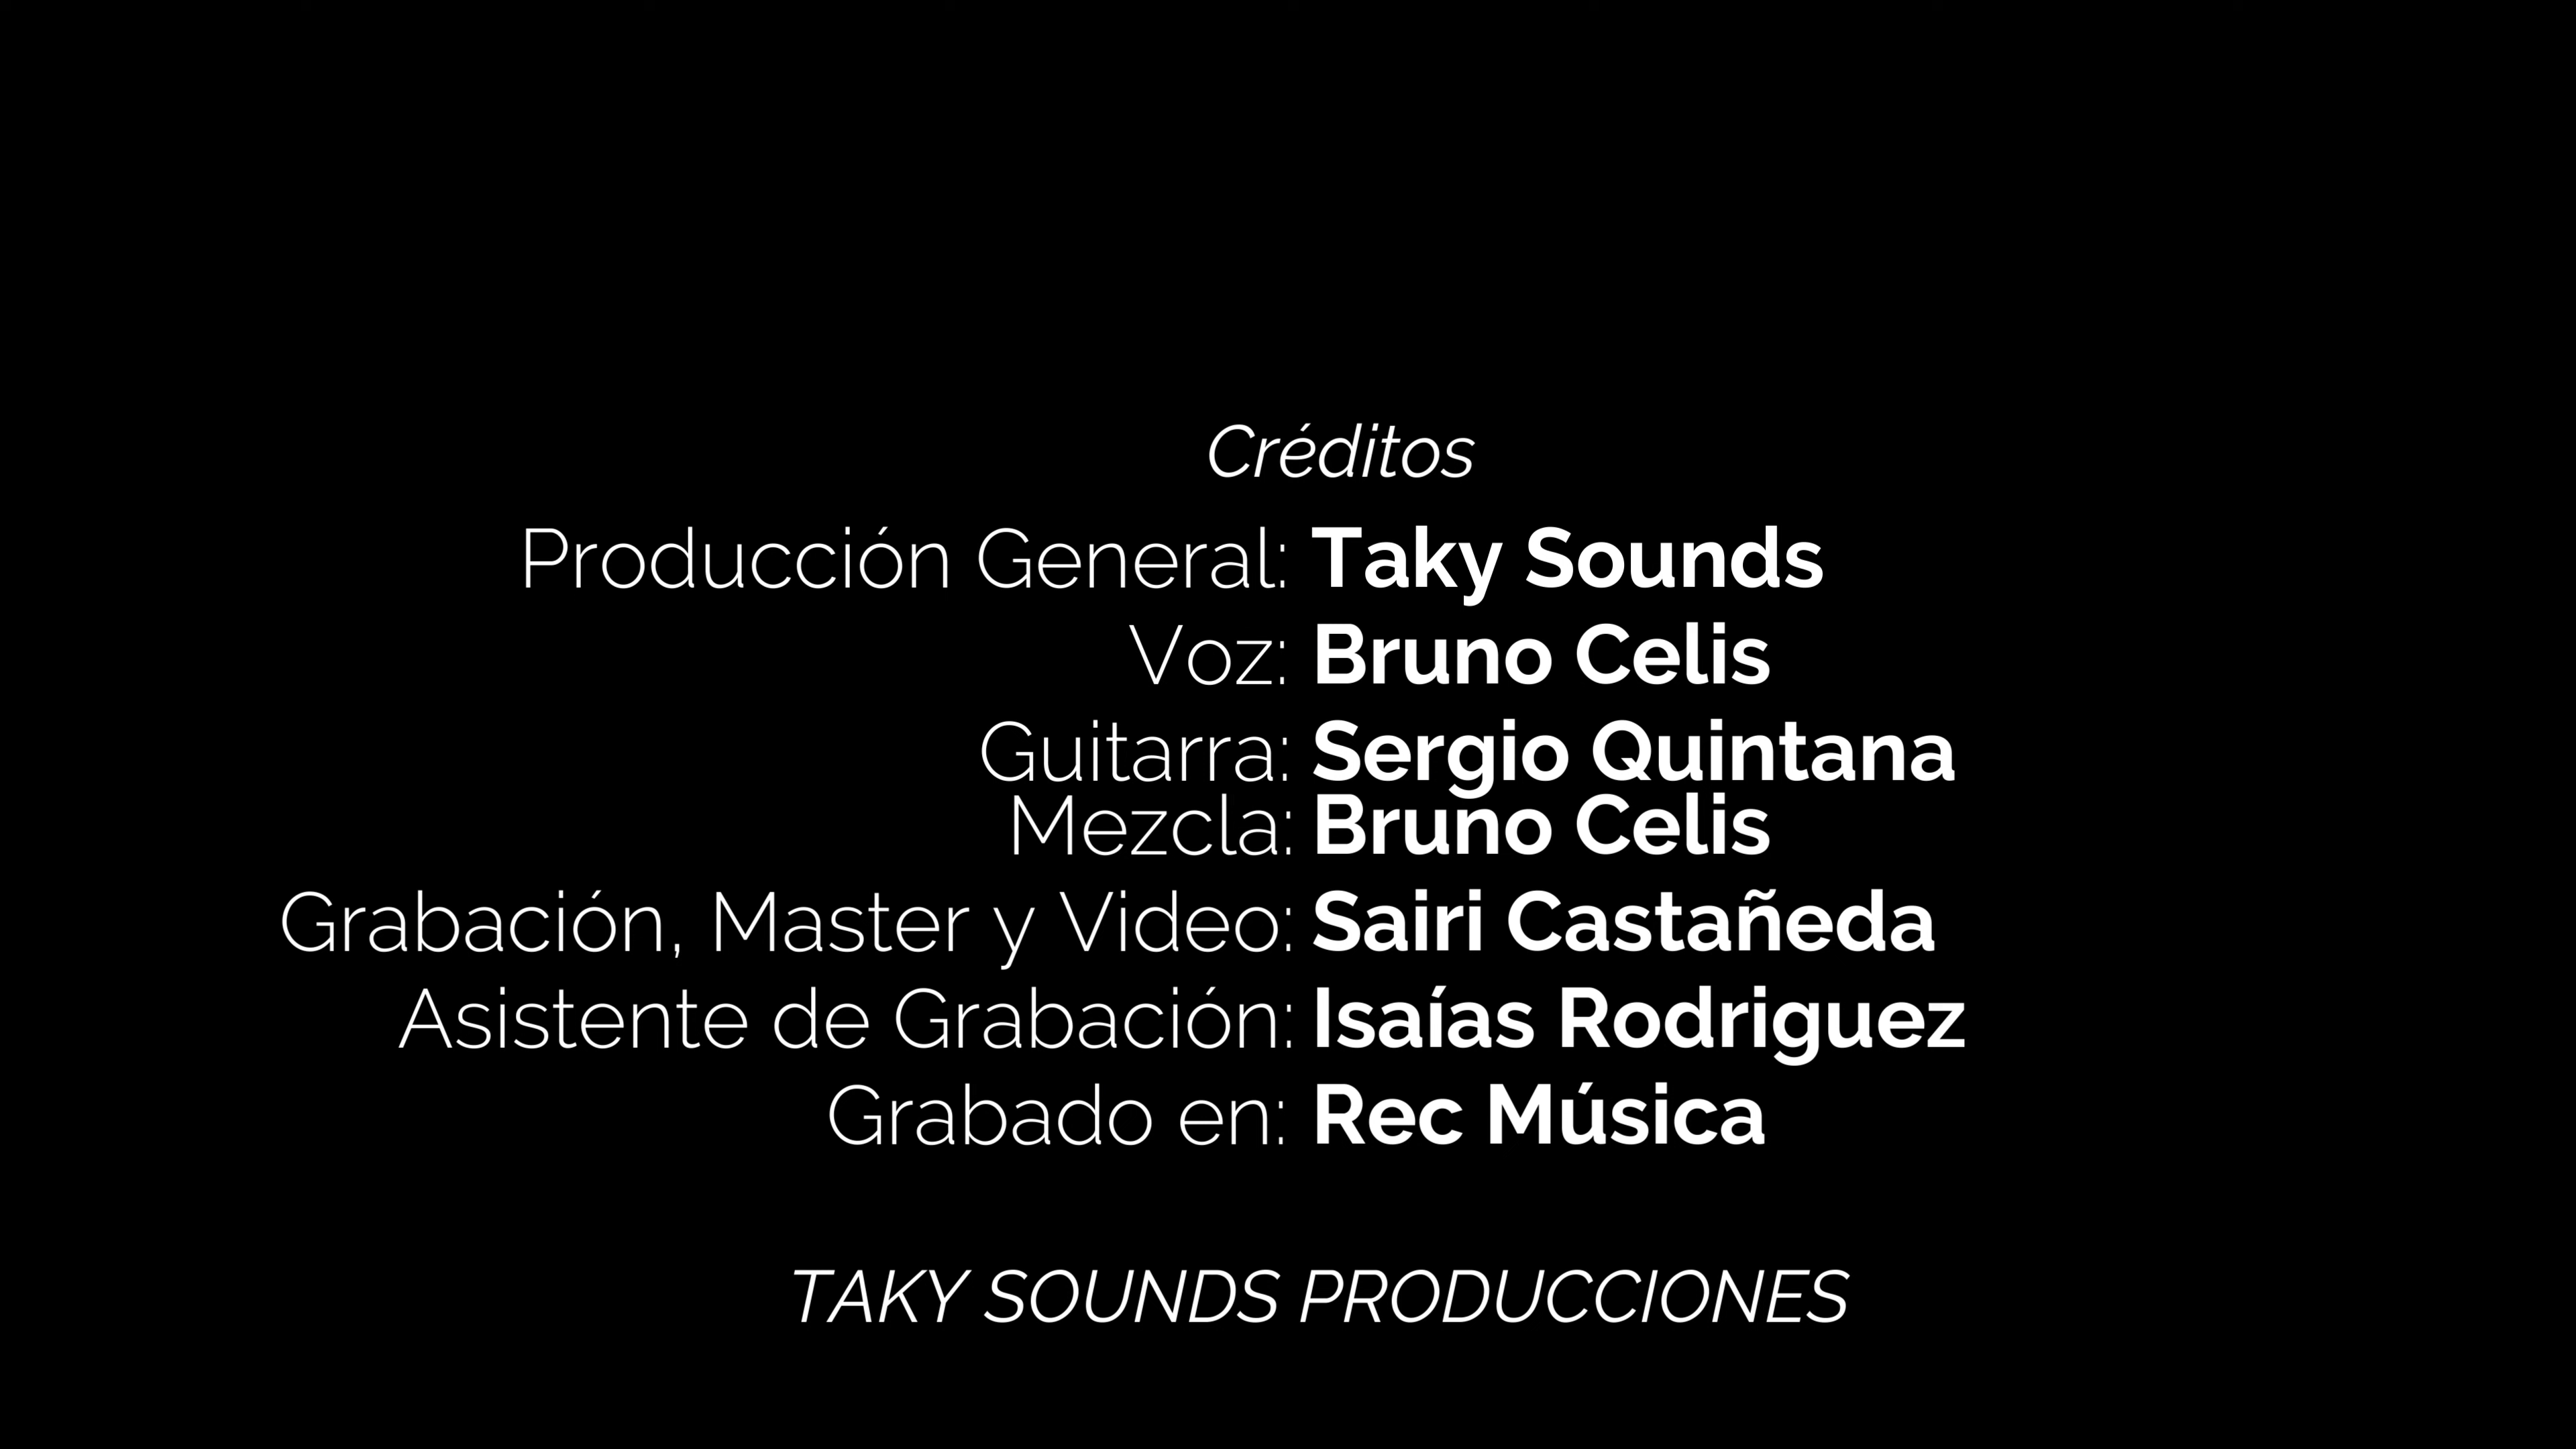 Créditos
Producción General: Taky Sounds
Voz: Bruno Celis
Guitarra: Sergio Quintana
Mezcla: Bruno Celis
Grabación, Master y Video: Sairi Castañeda
Asistente de Grabación: Isaías Rodriguez
Grabado en: Rec Música
TAKY SOUNDS PRODUCCIONES